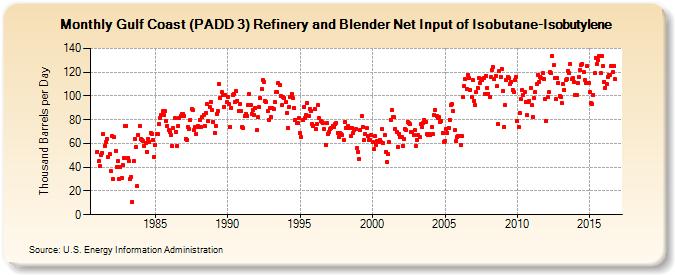 Monthly Gulf Coast (PADD 3) Refinery and Blender Net Input of Isobutane-Isobutylene
Thousand Barrels per Day
140
120
100
80
60
40
20
0
1985 1990 1995 2000 2005 2010 2015
Source: U.S. Energy Information Administration